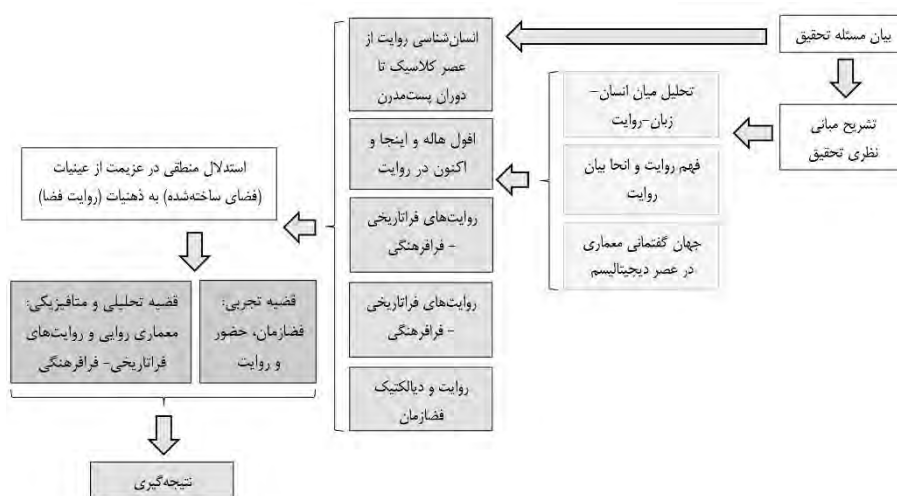 بیان مسئله تحقیق
تشریح مبانی
نظری تحقیق
تحلیل میان انسان-
زبان-روایت
فهم روایت و انحا بیان
روایت
جهان گفتمانی معماری
در عصر دیجیتالیسم
انسان‌شناسی روایت از
عصر کلاسیک تا
دوران پست‌مدرن
افول هاله و اینجا و
اکنون در روایت
روایت‌های فراتاریخی
- فرافرهنگی
روایت‌های فراتاریخی
- فرافرهنگی
روایت و دیالکتیک
فضازمان
استدلال منطقی در عزیمت از عینیات
(فضای ساخته‌شده) به ذهنیات (روایت فضا)
قضیه تجربی:
فضازمان، حضور
و روایت
قضیه تحلیلی و متافیزیکی:
معماری روایی و روایت‌های
فراتاریخی- فرافرهنگی
نتیجه‌گیری